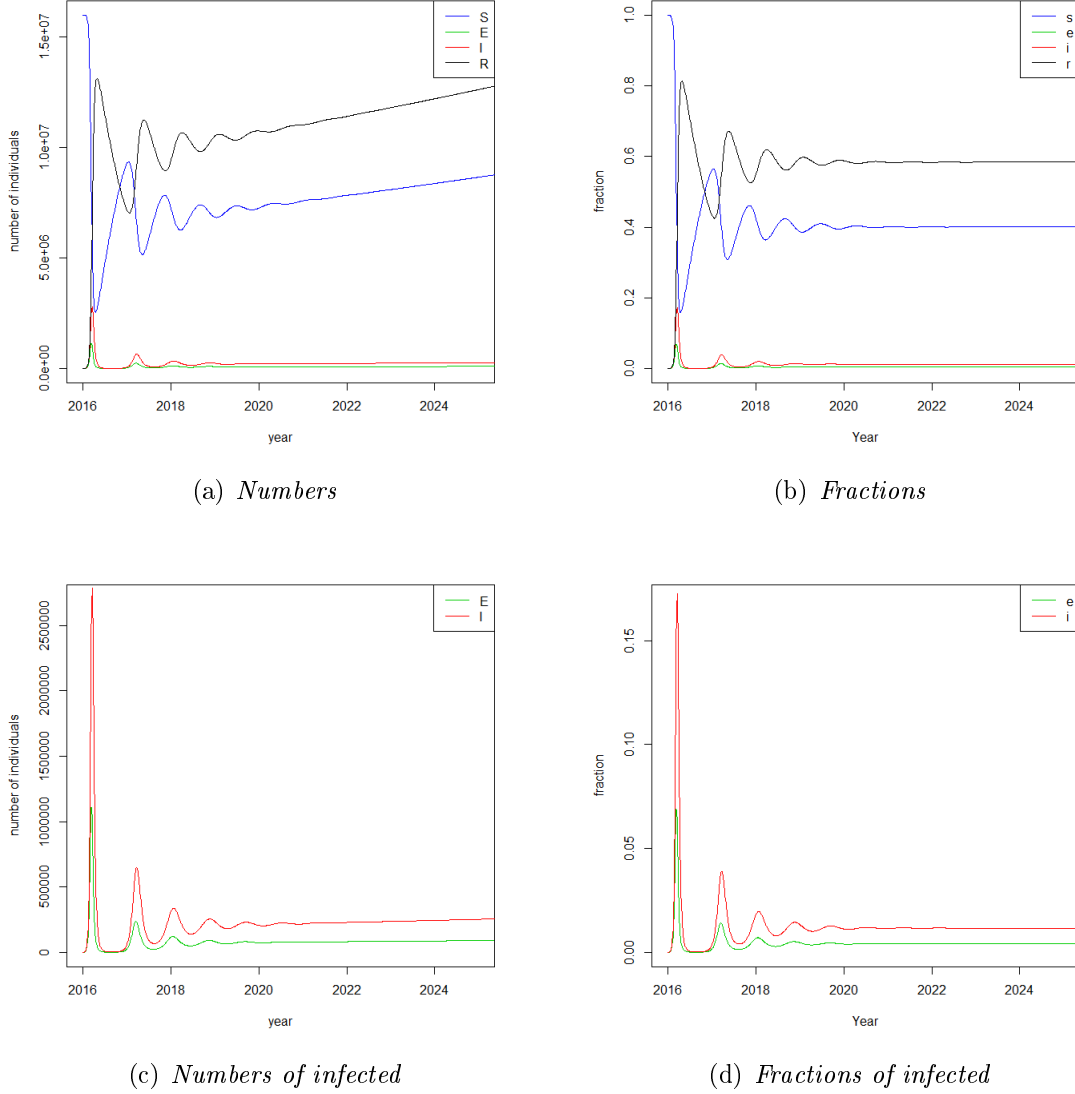 S
E
I
R
number of individuals
0.0e+00
5.0e+06
1.0e+07
1.5e+07
2016
2018
2020
2022
2024
year
(a) Numbers
s
e
i
r
fraction
0.0
0.2
0.4
0.6
0.8
1.0
2016
2018
2020
2022
2024
Year
(b) Fractions
E
I
number of individuals
0
500000
1000000
1500000
2000000
2500000
2016
2018
2020
2022
2024
year
(c) Numbers of infected
e
i
fraction
0.00
0.05
0.10
0.15
2016
2018
2020
2022
2024
Year
(d) Fractions of infected